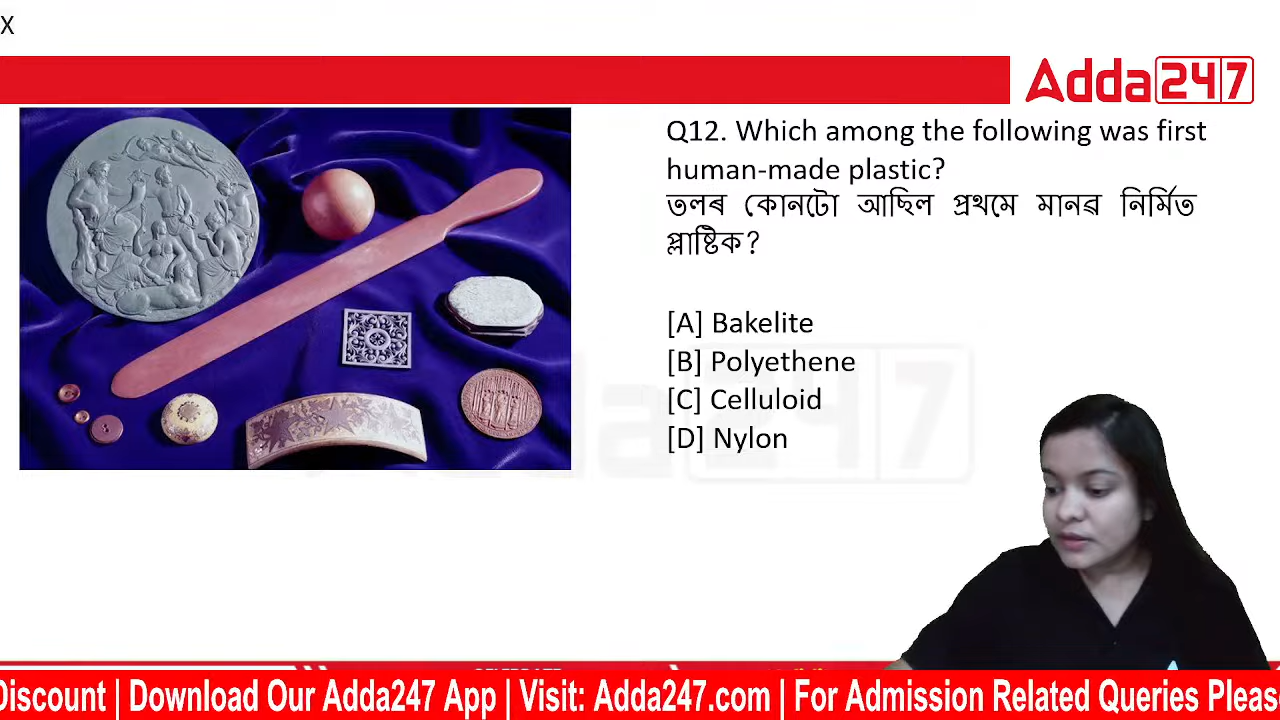 X
Adda247
Q12. Which among the following was first
human-made plastic?
তলৰ কোনটো আছিল প্ৰথমে মানৱ নিৰ্মিত
প্লাষ্টিক?
[A] Bakelite
[B] Polyethene
[C] Celluloid
[D] Nylon
Discount | Download Our Adda247 App | Visit: Adda247.com | For Admission Related Queries Pleas